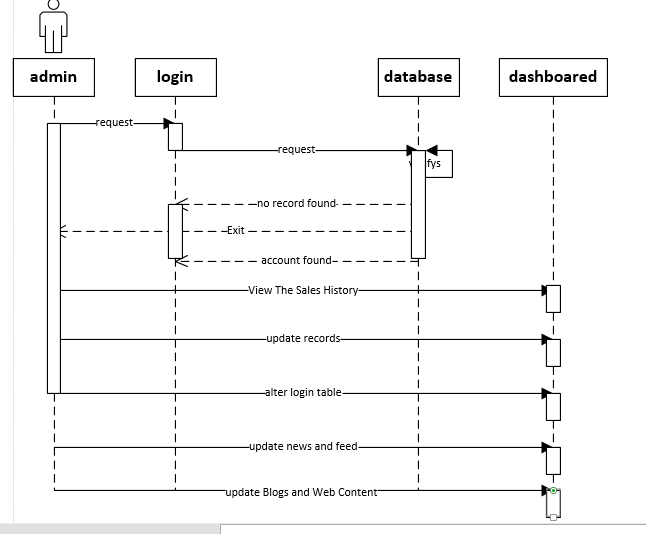 admin
login
database
dashboared
request
request
fys
no record found
Exit
account found
View The Sales History
update records
alter login table
update news and feed
update Blogs and Web Content